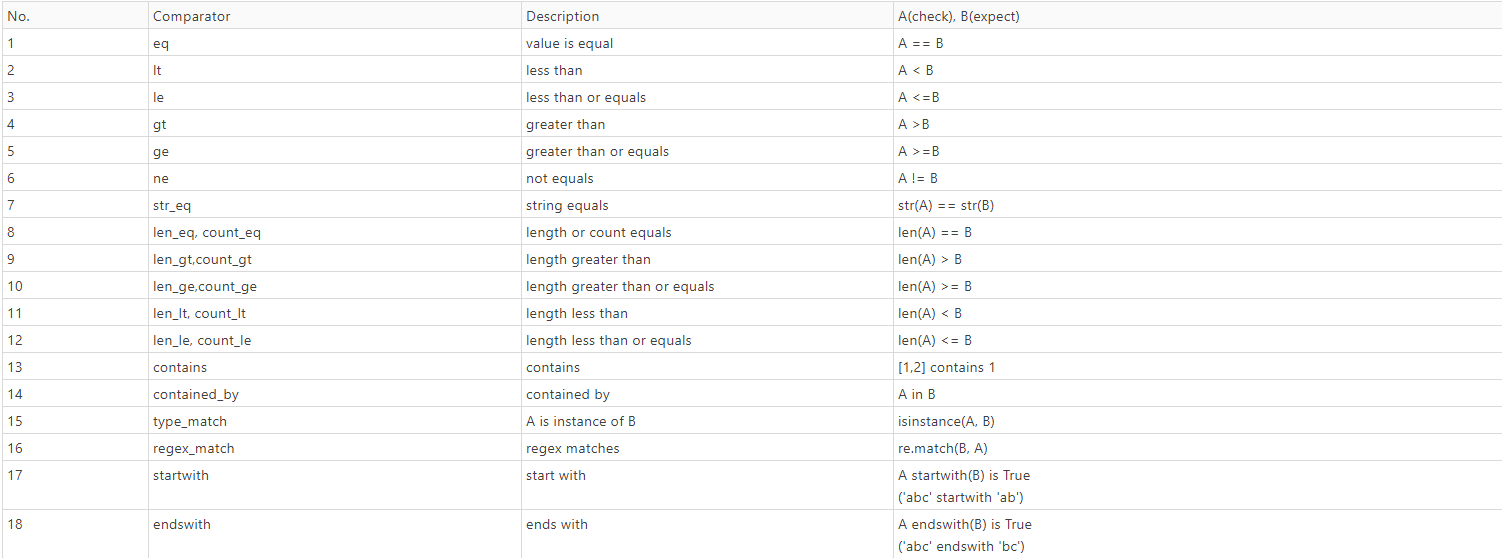 No. Comparator Description A(check), B(expect)
1 eq value is equal A == B
2 lt less than A < B
3 le less than or equals A <=B
4 gt greater than A >B
5 ge greater than or equals A >=B
6 ne not equals A != B
7 str_eq string equals str(A) == str(B)
8 len_eq, count_eq length or count equals len(A) == B
9 len_gt,count_gt length greater than len(A) > B
10 len_ge,count_ge length greater than or equals len(A) >= B
11 len_lt, count_lt length less than len(A) < B
12 len_le, count_le length less than or equals len(A) <= B
13 contains contains [1,2] contains 1
14 contained_by contained by A in B
15 type_match A is instance of B isinstance(A, B)
16 regex_match regex matches re.match(B, A)
17 startwith start with A startwith(B) is True
('abc' startwith 'ab')
18 endswith ends with A endswith(B) is True
('abc' endswith 'bc')